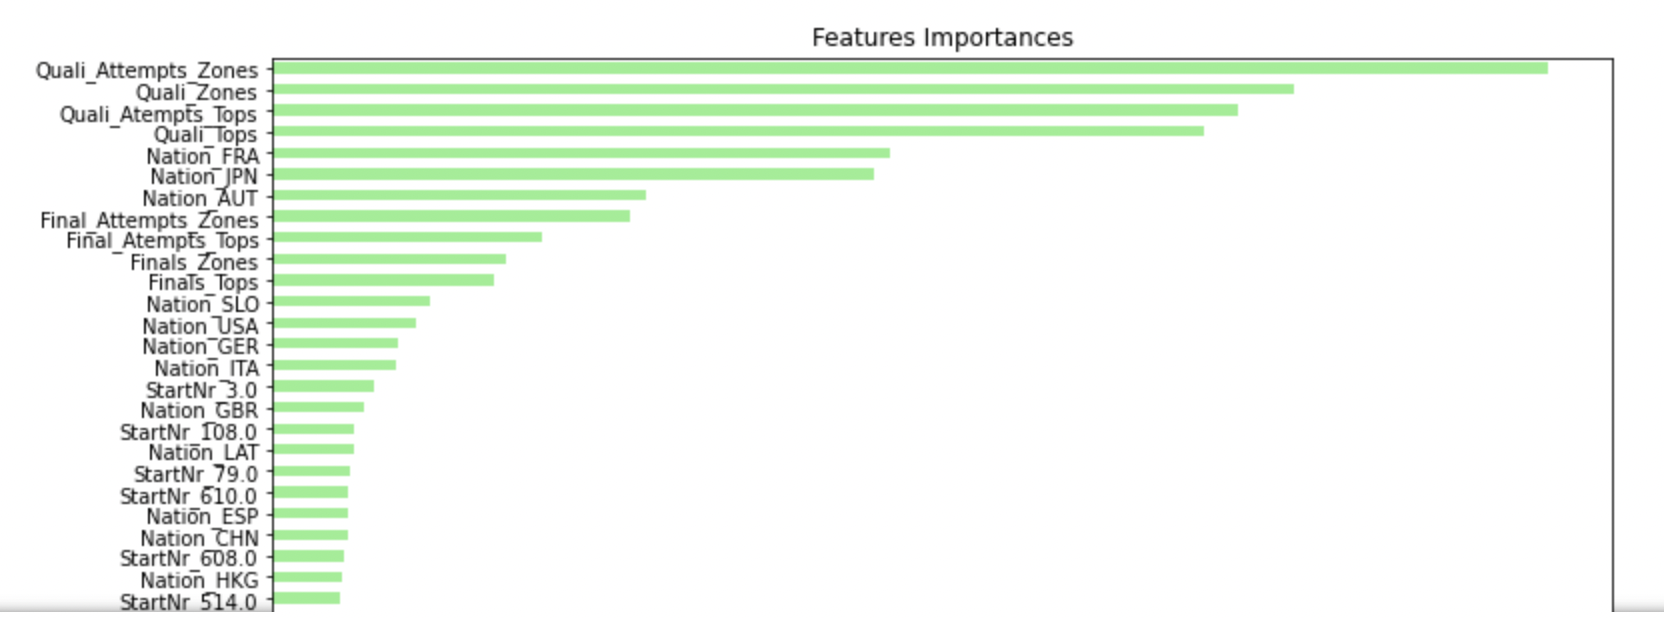 Features Importances
Quali_Attempts_Zones
Quali_Zones
Quali_Atempts_Tops
Quali_Tops
Nation_FRA
Nation_JPN
Nation_AUT
Final_Attempts_Zones
Final_Atempts_Tops
Finals_Zones
Finals_Tops
Nation_SLO
Nation_USA
Nation_GER
Nation_ITA
StartNr_3.0
Nation_GBR
StartNr_108.0
Nation_LAT
StartNr_79.0
StartNr_610.0
Nation_ESP
Nation_CHN
StartNr_608.0
Nation_HKG
StartNr_514.0